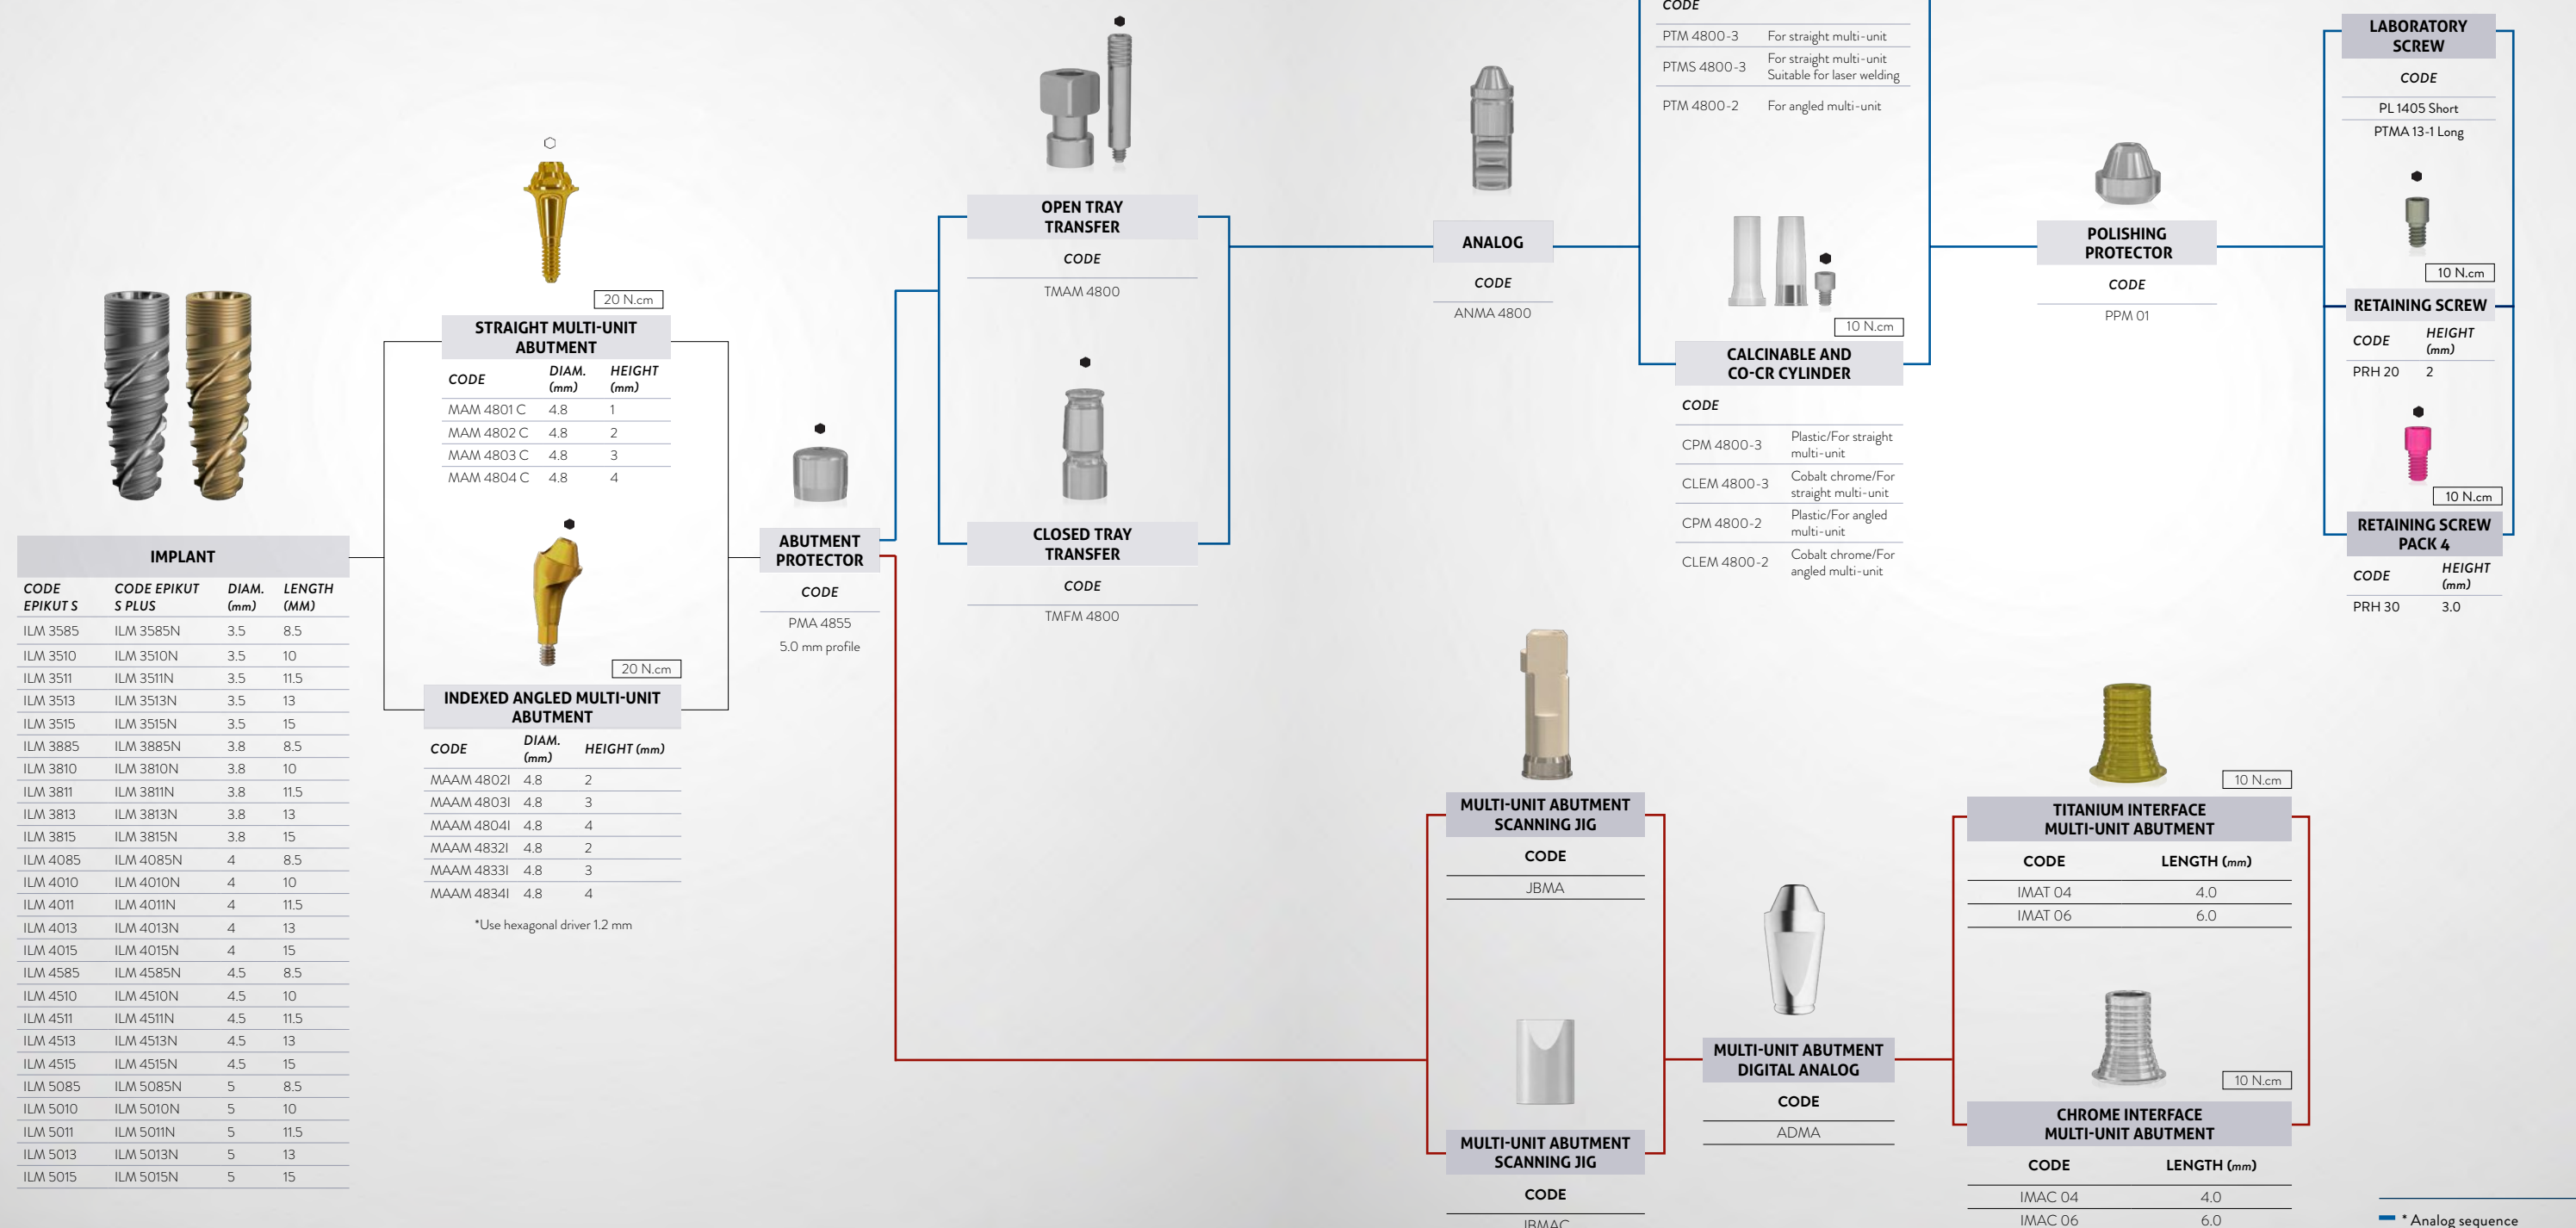 IMPLANT
CODE EPIKUT S CODE EPIKUT S PLUS DIAM. (mm) LENGTH (MM)
ILM 3585 ILM 3585N 3.5 8.5
ILM 3510 ILM 3510N 3.5 10
ILM 3511 ILM 3511N 3.5 11.5
ILM 3513 ILM 3513N 3.5 13
ILM 3515 ILM 3515N 3.5 15
ILM 3885 ILM 3885N 3.8 8.5
ILM 3810 ILM 3810N 3.8 10
ILM 3811 ILM 3811N 3.8 11.5
ILM 3813 ILM 3813N 3.8 13
ILM 3815 ILM 3815N 3.8 15
ILM 4085 ILM 4085N 4 8.5
ILM 4010 ILM 4010N 4 10
ILM 4011 ILM 4011N 4 11.5
ILM 4013 ILM 4013N 4 13
ILM 4015 ILM 4015N 4 15
ILM 4585 ILM 4585N 4.5 8.5
ILM 4510 ILM 4510N 4.5 10
ILM 4511 ILM 4511N 4.5 11.5
ILM 4513 ILM 4513N 4.5 13
ILM 4515 ILM 4515N 4.5 15
ILM 5085 ILM 5085N 5 8.5
ILM 5010 ILM 5010N 5 10
ILM 5011 ILM 5011N 5 11.5
ILM 5013 ILM 5013N 5 13
ILM 5015 ILM 5015N 5 15
20 N.cm
STRAIGHT MULTI-UNIT
ABUTMENT
CODE DIAM. (mm) HEIGHT (mm)
MAM 4801 C 4.8 1
MAM 4802 C 4.8 2
MAM 4803 C 4.8 3
MAM 4804 C 4.8 4
20 N.cm
INDEXED ANGLED MULTI-UNIT
ABUTMENT
CODE DIAM. (mm) HEIGHT (mm)
MAAM 4802I 4.8 2
MAAM 4803I 4.8 3
MAAM 4804I 4.8 4
MAAM 4832I 4.8 2
MAAM 4833I 4.8 3
MAAM 4834I 4.8 4
*Use hexagonal driver 1.2 mm
ABUTMENT
PROTECTOR
CODE
PMA 4855
5.0 mm profile
OPEN TRAY
TRANSFER
CODE
TMAM 4800
CLOSED TRAY
TRANSFER
CODE
TMFM 4800
ANALOG
CODE
ANMA 4800
CODE
PTM 4800-3 For straight multi-unit
PTMS 4800-3 For straight multi-unit
Suitable for laser welding
PTM 4800-2 For angled multi-unit
10 N.cm
CALCINABLE AND
CO-CR CYLINDER
CODE
CPM 4800-3 Plastic/For straight
multi-unit
CLEM 4800-3 Cobalt chrome/For
straight multi-unit
CPM 4800-2 Plastic/For angled
multi-unit
CLEM 4800-2 Cobalt chrome/For
angled multi-unit
POLISHING
PROTECTOR
CODE
PPM 01
LABORATORY
SCREW
CODE
PL 1405 Short
PTMA 13-1 Long
10 N.cm
RETAINING SCREW
CODE HEIGHT (mm)
PRH 20 2
10 N.cm
RETAINING SCREW
PACK 4
CODE HEIGHT (mm)
PRH 30 3.0
MULTI-UNIT ABUTMENT
SCANNING JIG
CODE
JBMA
MULTI-UNIT ABUTMENT
SCANNING JIG
CODE
JBMAC
MULTI-UNIT ABUTMENT
DIGITAL ANALOG
CODE
ADMA
10 N.cm
TITANIUM INTERFACE
MULTI-UNIT ABUTMENT
CODE LENGTH (mm)
IMAT 04 4.0
IMAT 06 6.0
10 N.cm
CHROME INTERFACE
MULTI-UNIT ABUTMENT
CODE LENGTH (mm)
IMAC 04 4.0
IMAC 06 6.0
* Analog sequence